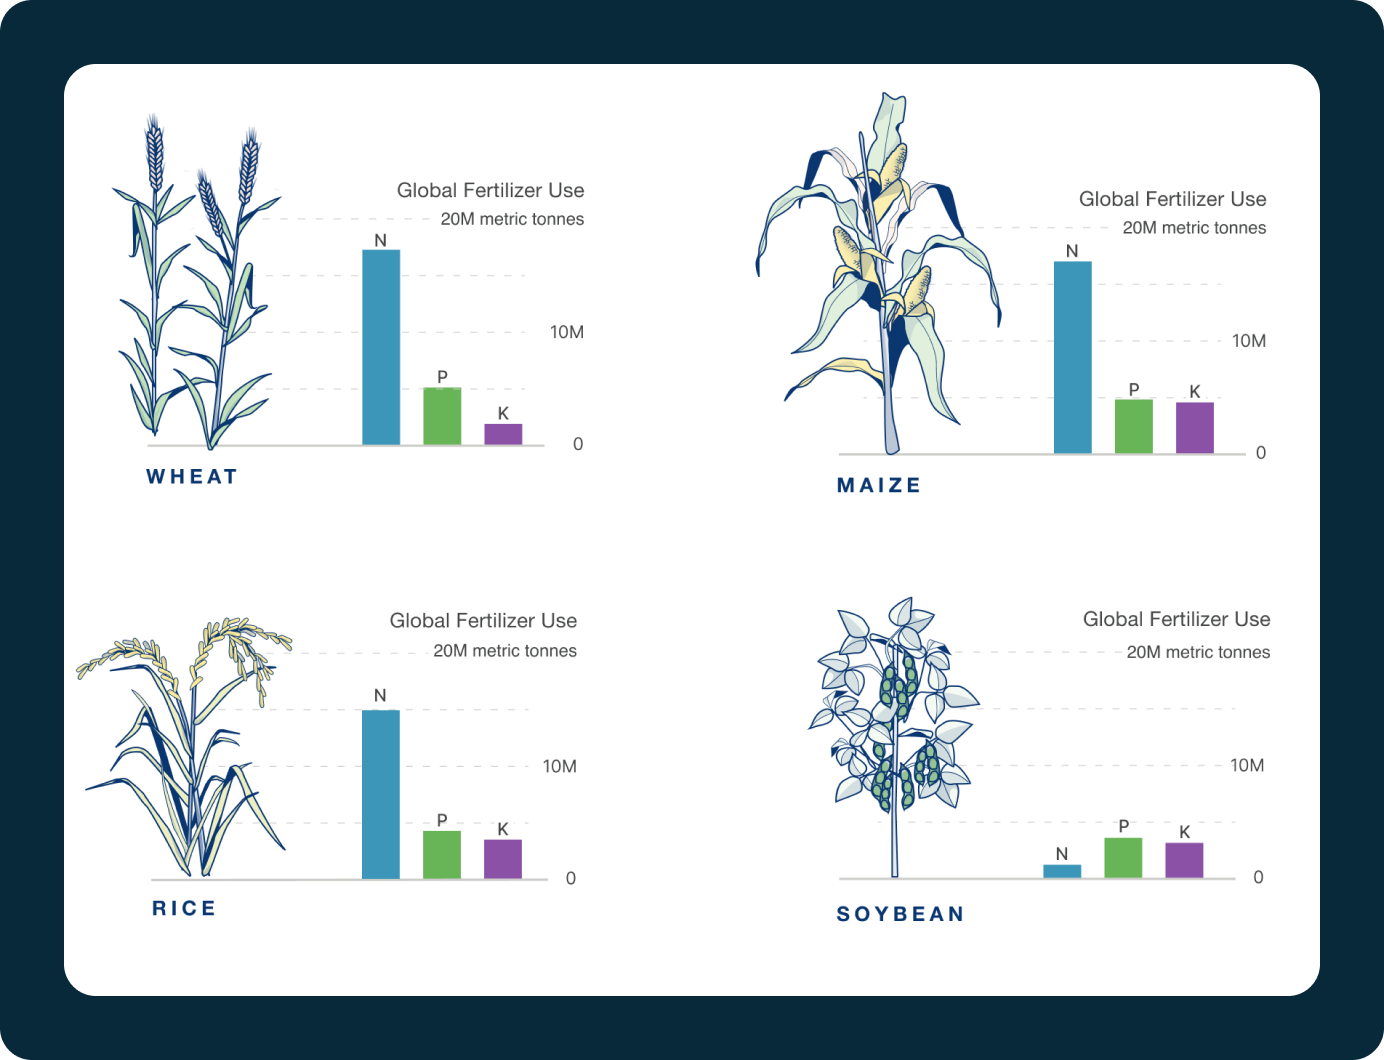 Global Fertilizer Use
20M metric tonnes
N
10M
P
K
0
WHEAT
Global Fertilizer Use
20M metric tonnes
N
10M
P
K
0
MAIZE
Global Fertilizer Use
20M metric tonnes
N
10M
P
K
0
RICE
Global Fertilizer Use
20M metric tonnes
10M
N
P
K
0
SOYBEAN